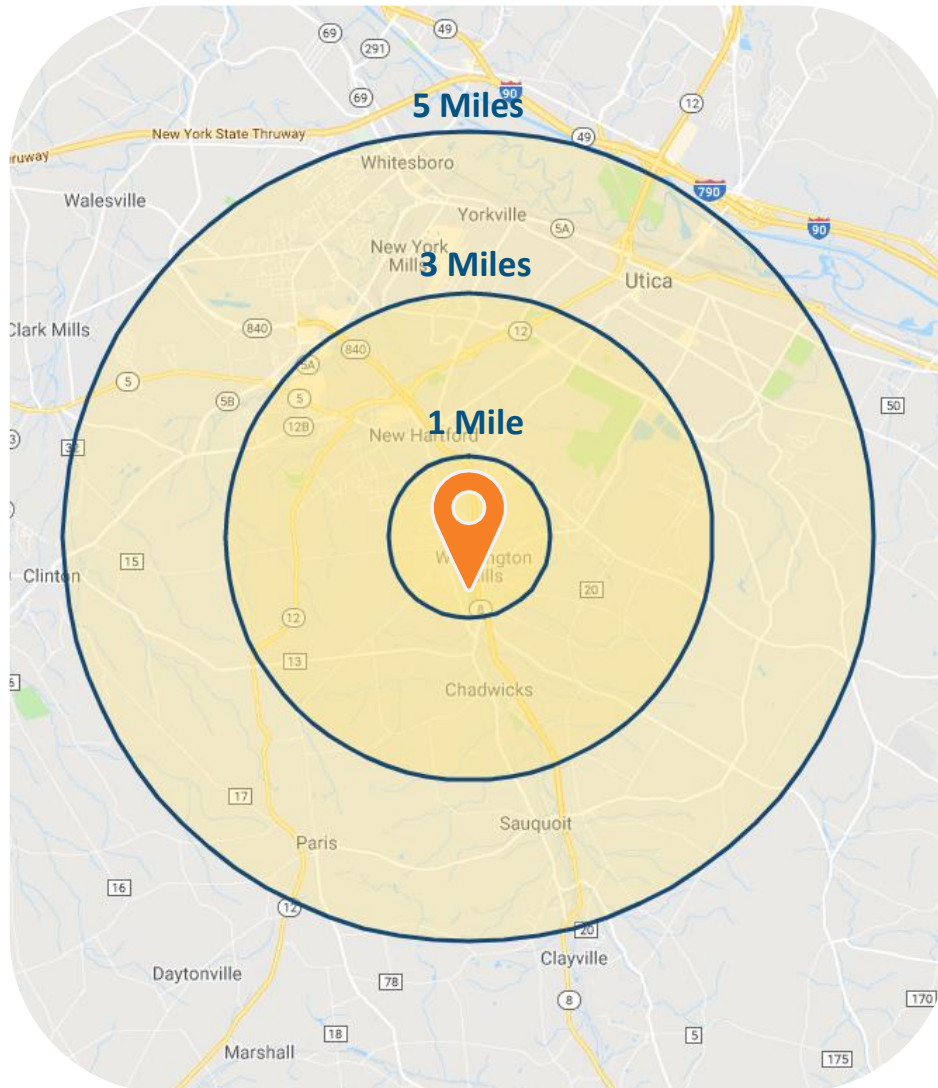 49
69
291
90
5 Miles
69
12
New York State Thruway
49
ruway
Whitesboro
790
Walesville
Yorkville
5A
90
New York
Mills
3 Miles
Utica
Clark Mills
840
12
840
5A
5
5
5B
50
12B
1 Mile
New Hartford
32
15
Clinton
20
8
12
13
Chadwicks
17
Sauquoit
Paris
16
12
20
Clayville
Daytonville
78
170
8
18
5
Marshall
175